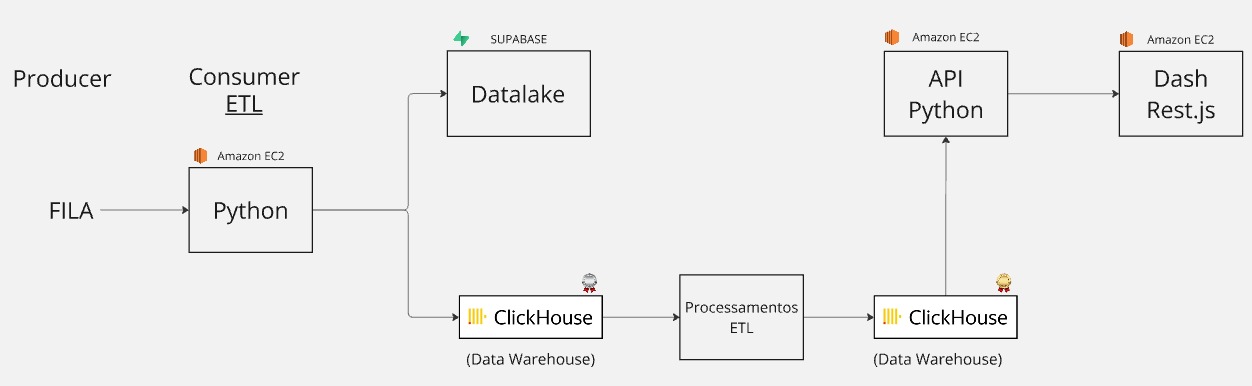 Producer
Consumer
ETL
Amazon EC2
FILA
Python
SUPABASE
Datalake
ClickHouse
(Data Warehouse)
Processamentos
ETL
ClickHouse
(Data Warehouse)
Amazon EC2
API
Python
Amazon EC2
Dash
Rest.js